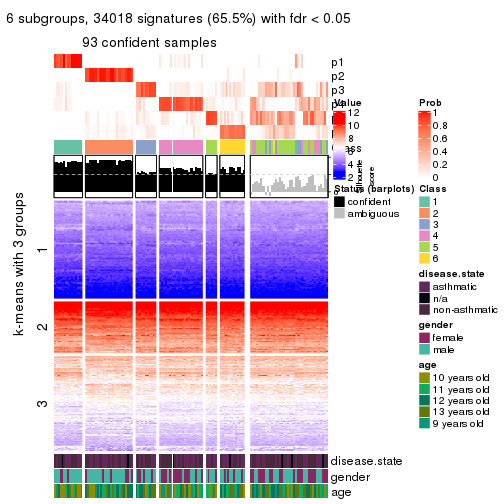 6 subgroups, 34018 signatures (65.5%) with fdr < 0.05
93 confident samples
p1
p2
p3
k-means with 3 groups
1
2
3
Value
12
10
8
6
4
2
Status (barplots)
confident
ambiguous
Prob
1
0.8
0.6
0.4
0.2
0
Class
1
2
3
4
5
6
disease.state
asthmatic
n/a
non-asthmatic
gender
female
male
age
10 years old
11 years old
12 years old
13 years old
9 years old
disease.state
gender
age